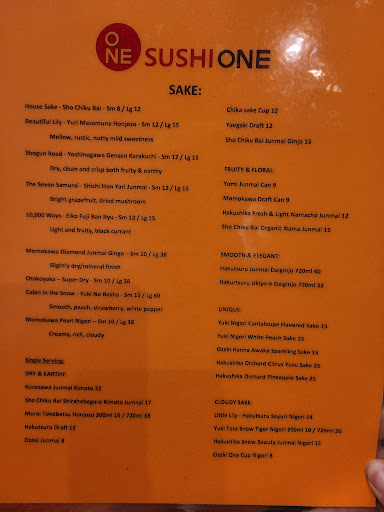 ONE
SUSHIONE
SAKE:
House Sake - Sho Chiku Bai - Sm 8 / Lg 12
Beautiful Lily - Yuri Masamune Honjozo - Sm 12 / Lg 15
Mellow, rustic, nutty mild sweetness
Shogun Road - Yoshinogawa Gensen Karakuchi - Sm 12 / Lg 15
Dry, clean and crisp both fruity & earthy
The Seven Samurai - Shichi Hon Yari Junmai - Sm 12 / Lg 15
Bright grapefruit, dried mushroom
10,000 Ways - Eiko Fuji Ban Ryu - Sm 12 / Lg 15
Light and fruity, black currant
Momokawa Diamond Junmai Gingo - Sm 10 / Lg 38
Slightly dry/mineral finish
Otokoyama - Super Dry - Sm 10 / Lg 38
Cabin in the Snow - Yuki No Bosha - Sm 15 / Lg 60
Smooth, peach, strawberry, white pepper
Momokawa Pearl Nigori - Sm 10 / Lg 38
Creamy, rich, cloudy
Single Serving:
DRY & EARTHY:
Kurosawa Junmai Kimoto 22
Sho Chiku Bai Shirahabegura Kimoto Junmai 17
Murai Tokebetsu Honjozo 300ml 16 / 720ml 38
Hakutsuru Draft 12
Ozeki Junmai 8
Chika sake Cup 10
Yaegaki Draft 12
Sho Chiku Bai Junmai Ginjo 15
FRUITY & FLORAL:
Yomi Junmai Can 9
Momokawa Draft Can 9
Hakushika Fresh & Light Namacho Junmai 12
Sho Chiku Bai Organic Nama Junmai 15
SMOOTH & ELEGANT:
Hakutsuru Junmai Daiginjo 720ml 40
Hakurtsuru Ukiyo-e Daiginjo 720ml 32
UNIQUE:
Yuki Nigori Cantaloupe Flavored Sake 15
Yuki Nigori White Peach Sake 15
Ozeki Hanna Awaka Sparkling Sake 15
Hakushika Orchard Citrus Yuzu Sake 25
Hakushika Orchard Pineapple Sake 25
CLOUDY SAKE:
Little Lily - Hakutsuru Sayuri Nigori 14
Yuki Tora Snow Tiger Nigori 295ml 10 / 720ml 30
Hakushika Snow Beauty Junmai Nigori 15
Ozeki One Cup Nigori 8